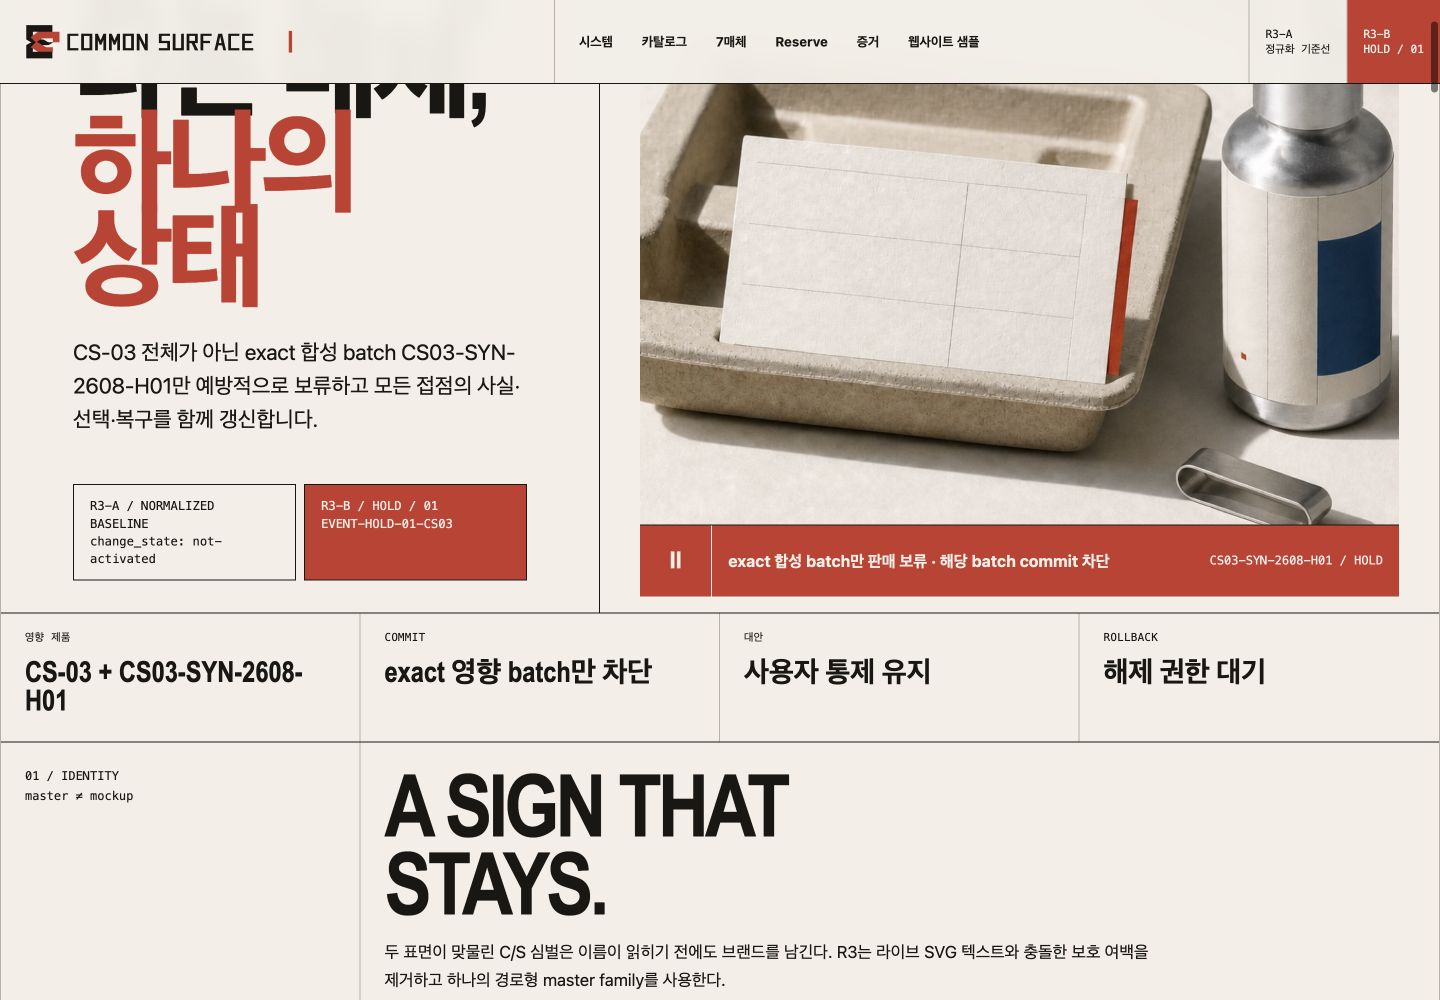 COMMON SURFACE
시스템
카탈로그
7매체
Reserve
증거
웹사이트 샘플
R3-A
정규화 기준선
R3-B
HOLD / 01
하나의
상태
CS-03 전체가 아닌 exact 합성 batch CS03-SYN-
2608-H01만 예방적으로 보류하고 모든 접점의 사실·
선택·복구를 함께 갱신합니다.
R3-A / NORMALIZED
BASELINE
change_state: not-
activated
R3-B / HOLD / 01
EVENT-HOLD-01-CS03
exact 합성 batch만 판매 보류 · 해당 batch commit 차단
CS03-SYN-2608-H01 / HOLD
영향 제품
CS-03 + CS03-SYN-2608-
H01
COMMIT
exact 영향 batch만 차단
대안
사용자 통제 유지
ROLLBACK
해제 권한 대기
01 / IDENTITY
master ≠ mockup
A SIGN THAT
STAYS.
두 표면이 맞물린 C/S 심벌은 이름이 읽히기 전에도 브랜드를 남긴다. R3는 라이브 SVG 텍스트와 충돌한 보호 여백을
제거하고 하나의 경로형 master family를 사용한다.